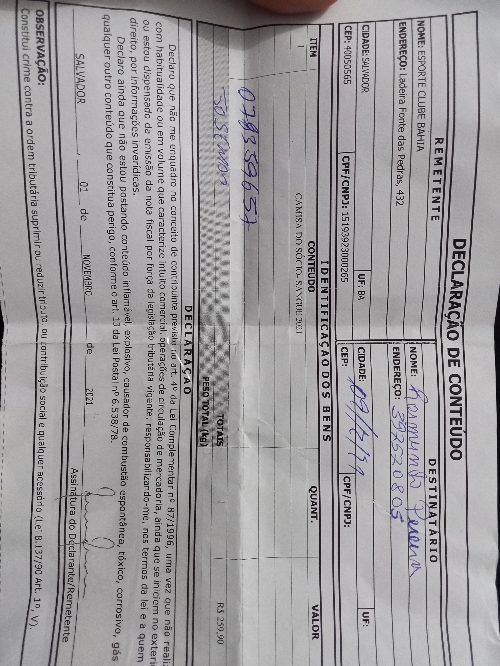 DECLARAÇÃO DE CONTEÚDO
REMETENTE
NOME: ESPORTE CLUBE BAHIA
ENDEREÇO: ladeira Fonte das Pedras, 432
CIDADE: SALVADOR
UF: BA
CEP: 40050565
CPF/CNPJ: 15193923000265
DESTINATÁRIO
NOME: Raimundo Pereira
ENDEREÇO: 392520805
CIDADE:
UF:
CEP:
CPF/CNPJ:
IDENTIFICAÇÃO DOS BENS
ITEM CONTEÚDO QUANT. VALOR
1 CAMISA DO SÓCIO- 2021
TOTAIS R$ 259,90
PESO TOTAL (kg)
DECLARAÇÃO
Declaro que não me enquadro no conceito de contribuinte previsto no art. 4º da Lei Complementar nº 87/1996, uma vez que não realizo,
com habitualidade ou em volume que caracterize intuito comercial, operações de circulação de mercadoria, ainda que se iniciem no exterior,
ou estou dispensado da emissão da nota fiscal por força da legislação tributária vigente, responsabilizando-me, nos termos da lei e a quem
direito, por informações inverídicas.
Declaro ainda que não estou postando conteúdo inflamável, explosivo, causador de combustão espontânea, tóxico, corrosivo, gás
qualquer outro conteúdo que constitua perigo, conforme o art. 13 da Lei Postal nº 6.538/78.
SALVADOR, 01 de NOVEMBRO de 2021
Assinatura do Declarante/Remetente
OBSERVAÇÃO:
Constitui crime contra a ordem tributária suprimir ou reduzir tributo, ou contribuição social e qualquer acessório (Lei 8.137/90 Art. 1º, V).